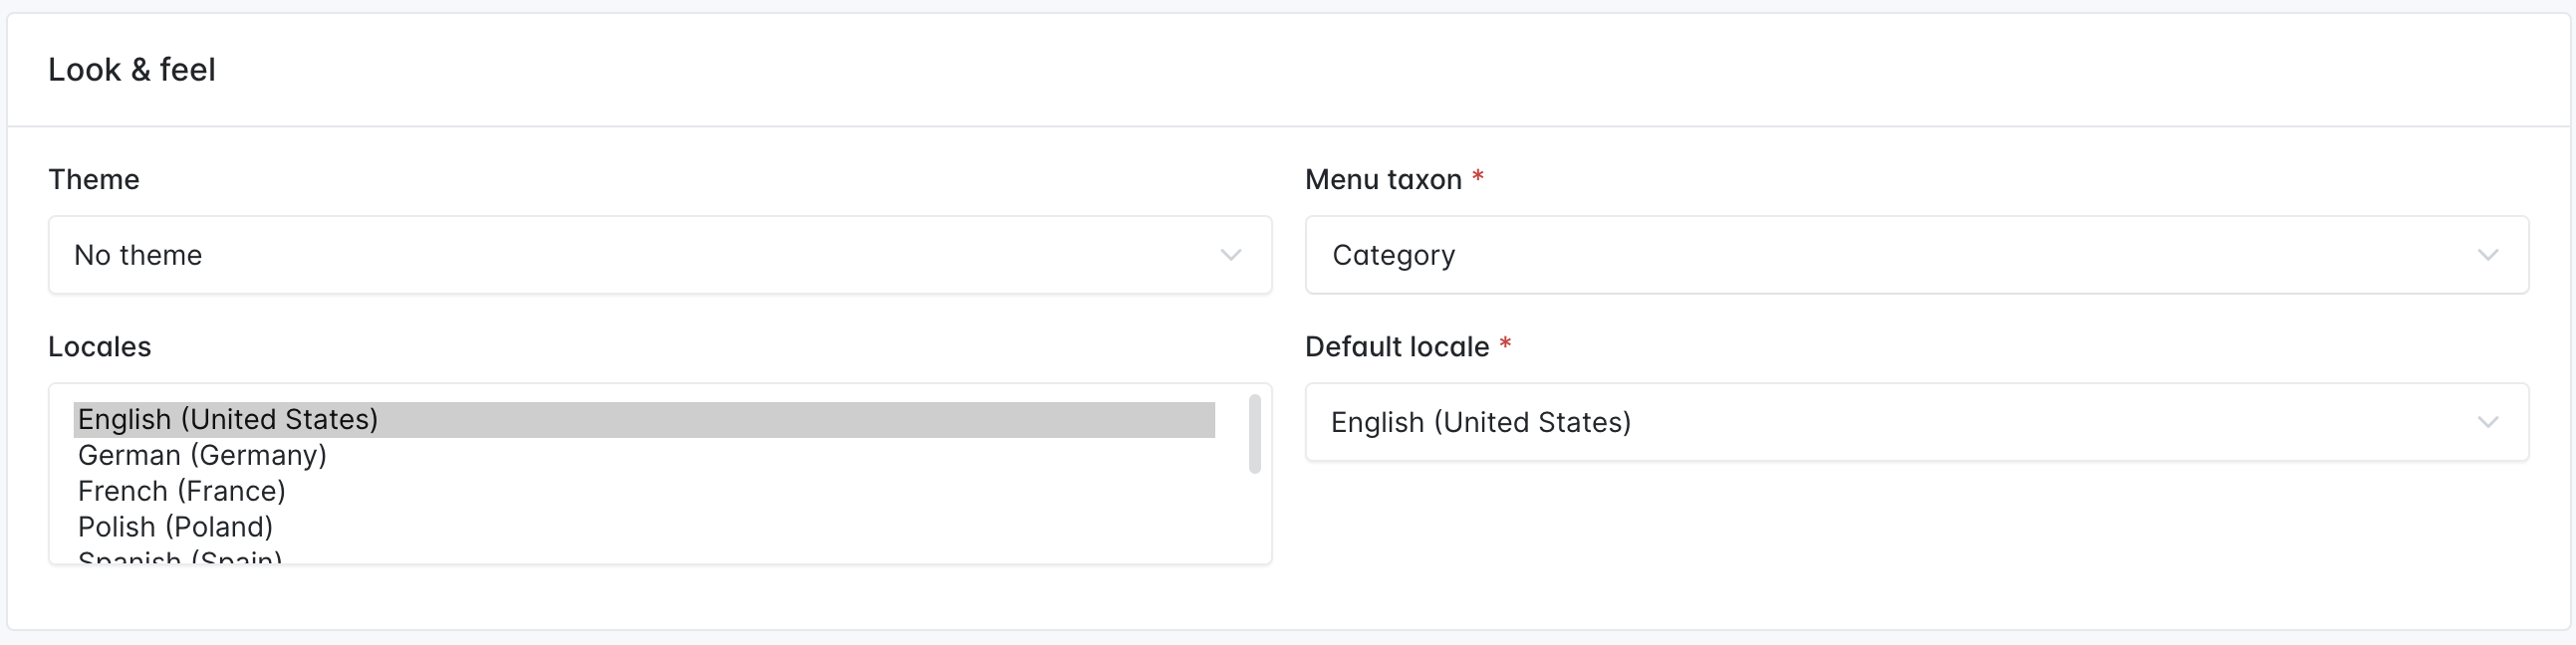 Look & feel
Theme
Menu taxon *
No theme
Category
Locales
Default locale *
English (United States)
English (United States)
German (Germany)
French (France)
Polish (Poland)
Spanish (Spain)